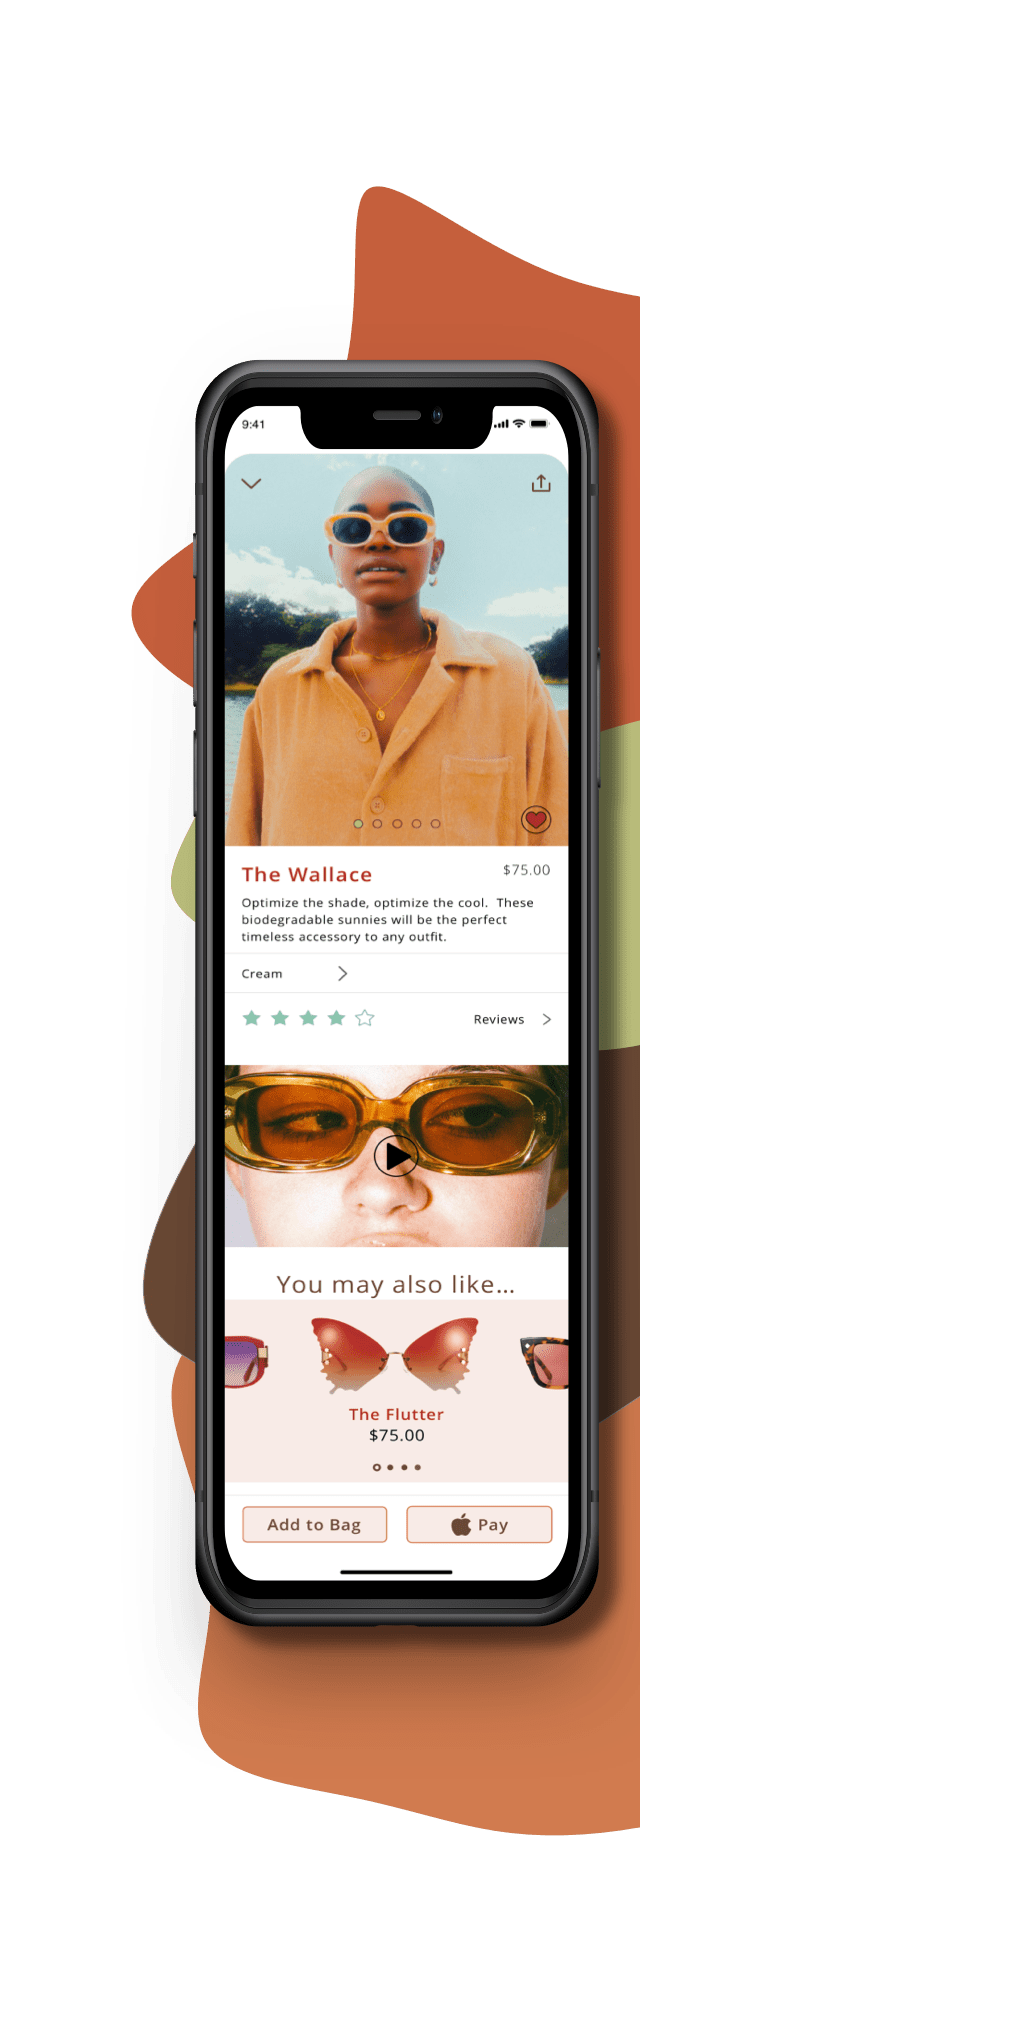 9:41
The Wallace
$75.00
Optimize the shade, optimize the cool.  These
biodegradable sunnies will be the perfect
timeless accessory to any outfit.
Cream
Reviews
You may also like...
The Flutter
$75.00
Add to Bag
Pay